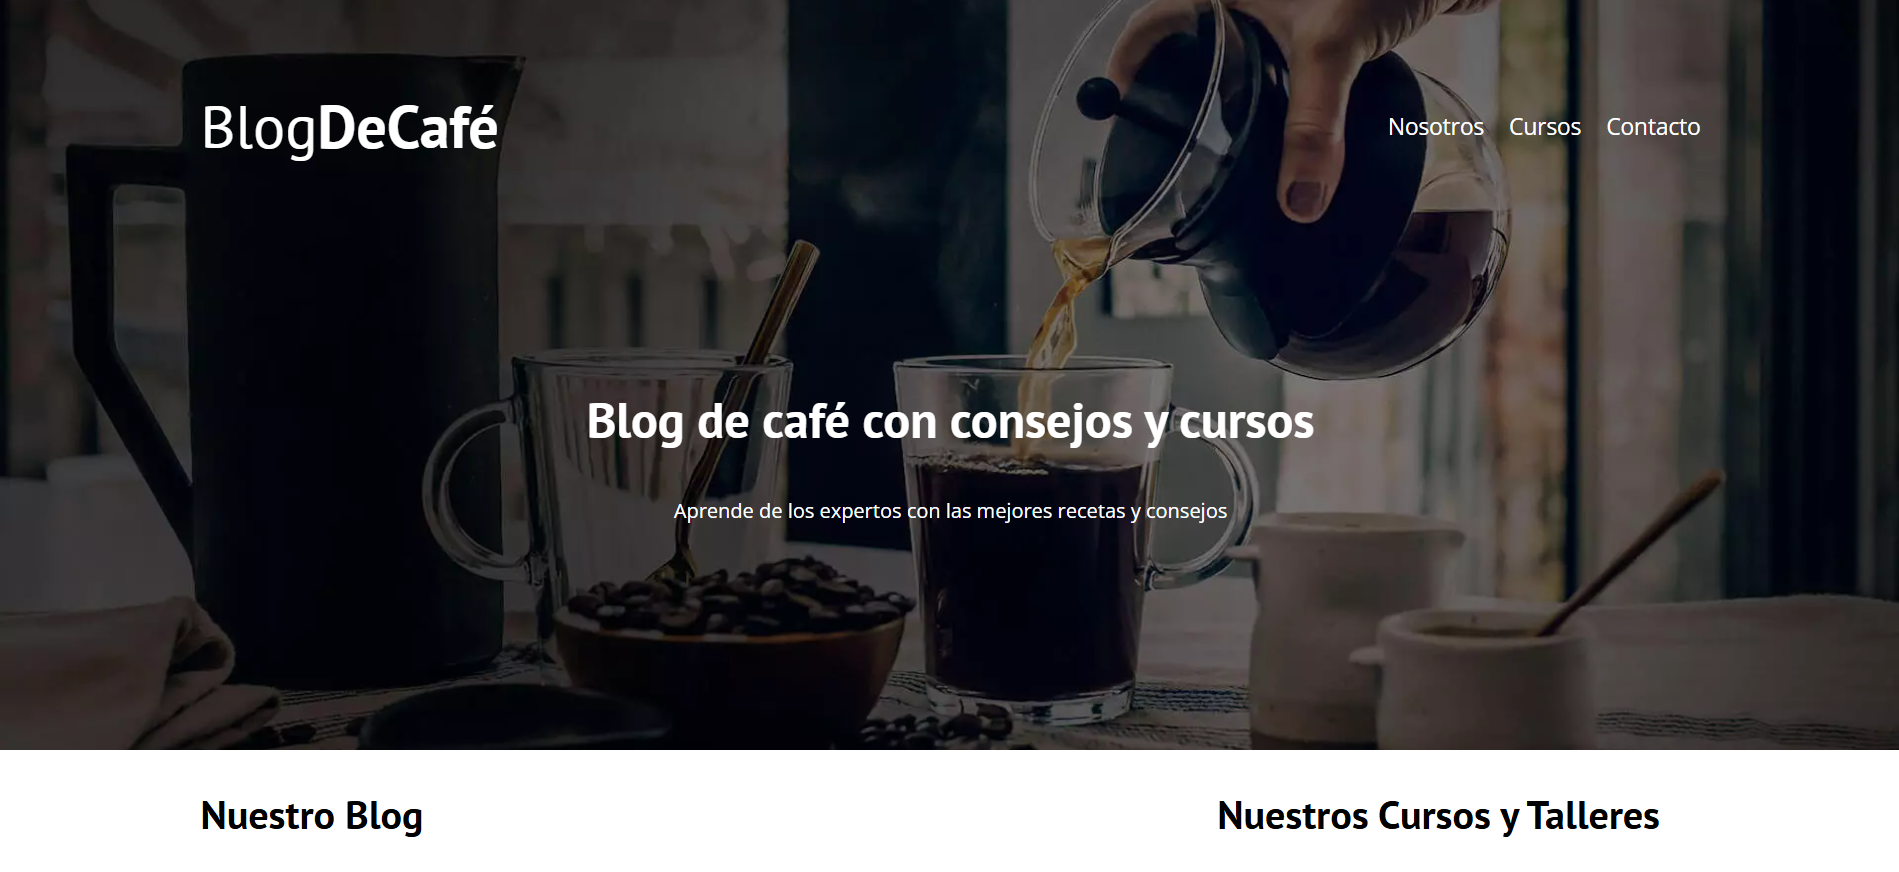 BlogDeCafé
Nosotros Cursos Contacto
Blog de café con consejos y cursos
Aprende de los expertos con las mejores recetas y consejos
Nuestro Blog
Nuestros Cursos y Talleres